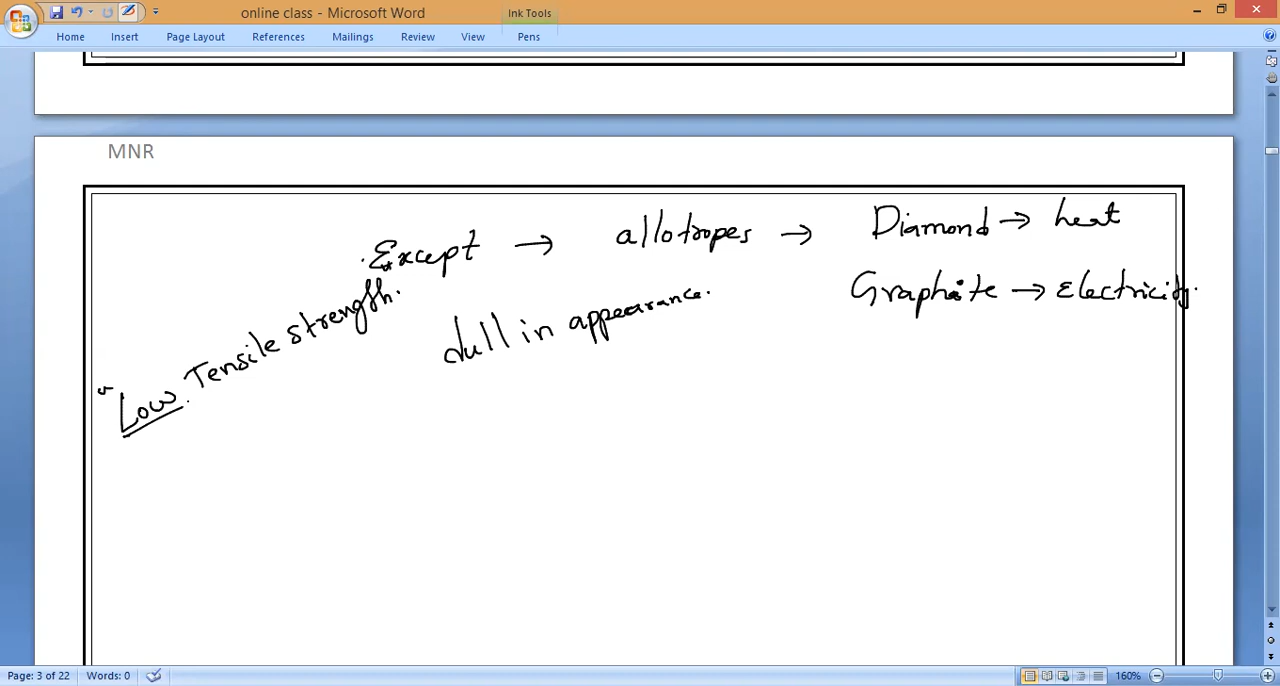 online class - Microsoft Word
Ink Tools
Home Insert Page Layout References Mailings Review View Pens
MNR
Except → allotropes → Diamond → heat
Graphite → Electricity.
Low. Tensile strength.
dull in appearance.
Page: 3 of 22 Words: 0 160%